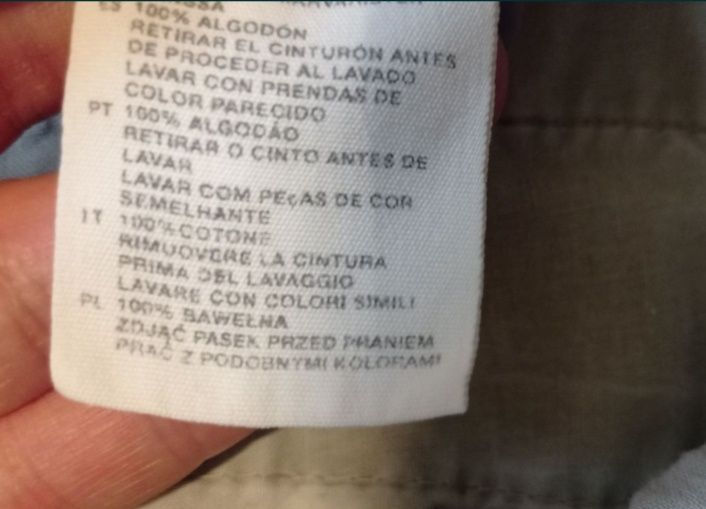 ES 100% ALGODÓN
RETIRAR EL CINTURÓN ANTES
DE PROCEDER AL LAVADO
LAVAR CON PRENDAS DE
COLOR PARECIDO
PT 100% ALGODÃO
RETIRAR O CINTO ANTES DE
LAVAR
LAVAR COM PEçAS DE COR
SEMELHANTE
IT 100%COTONE
RIMUOVERE LA CINTURA
PRIMA DEL LAVAGGIO
LAVARE CON COLORI SIMILI
PL 100% BAWEŁNA
ZDJĄĆ PASEK PRZED PRANIEM
PRAĆ Z PODOBNYMI KOLORAMI